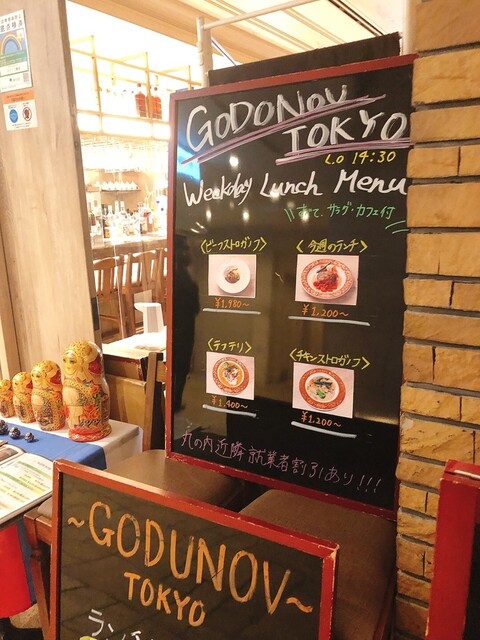 GODONOV
TOKYO
L.O 14:30
Weekday Lunch Menu
すべて、サラダ・カフェ付
〈ビーフストロガノフ〉
¥1,980~
〈今週のランチ〉
¥1,200~
〈テフテリ〉
¥1,400~
〈チキンストロガノフ〉
¥1,200~
丸の内近隣就業者割引あり!!!
~GODUNOV~
TOKYO